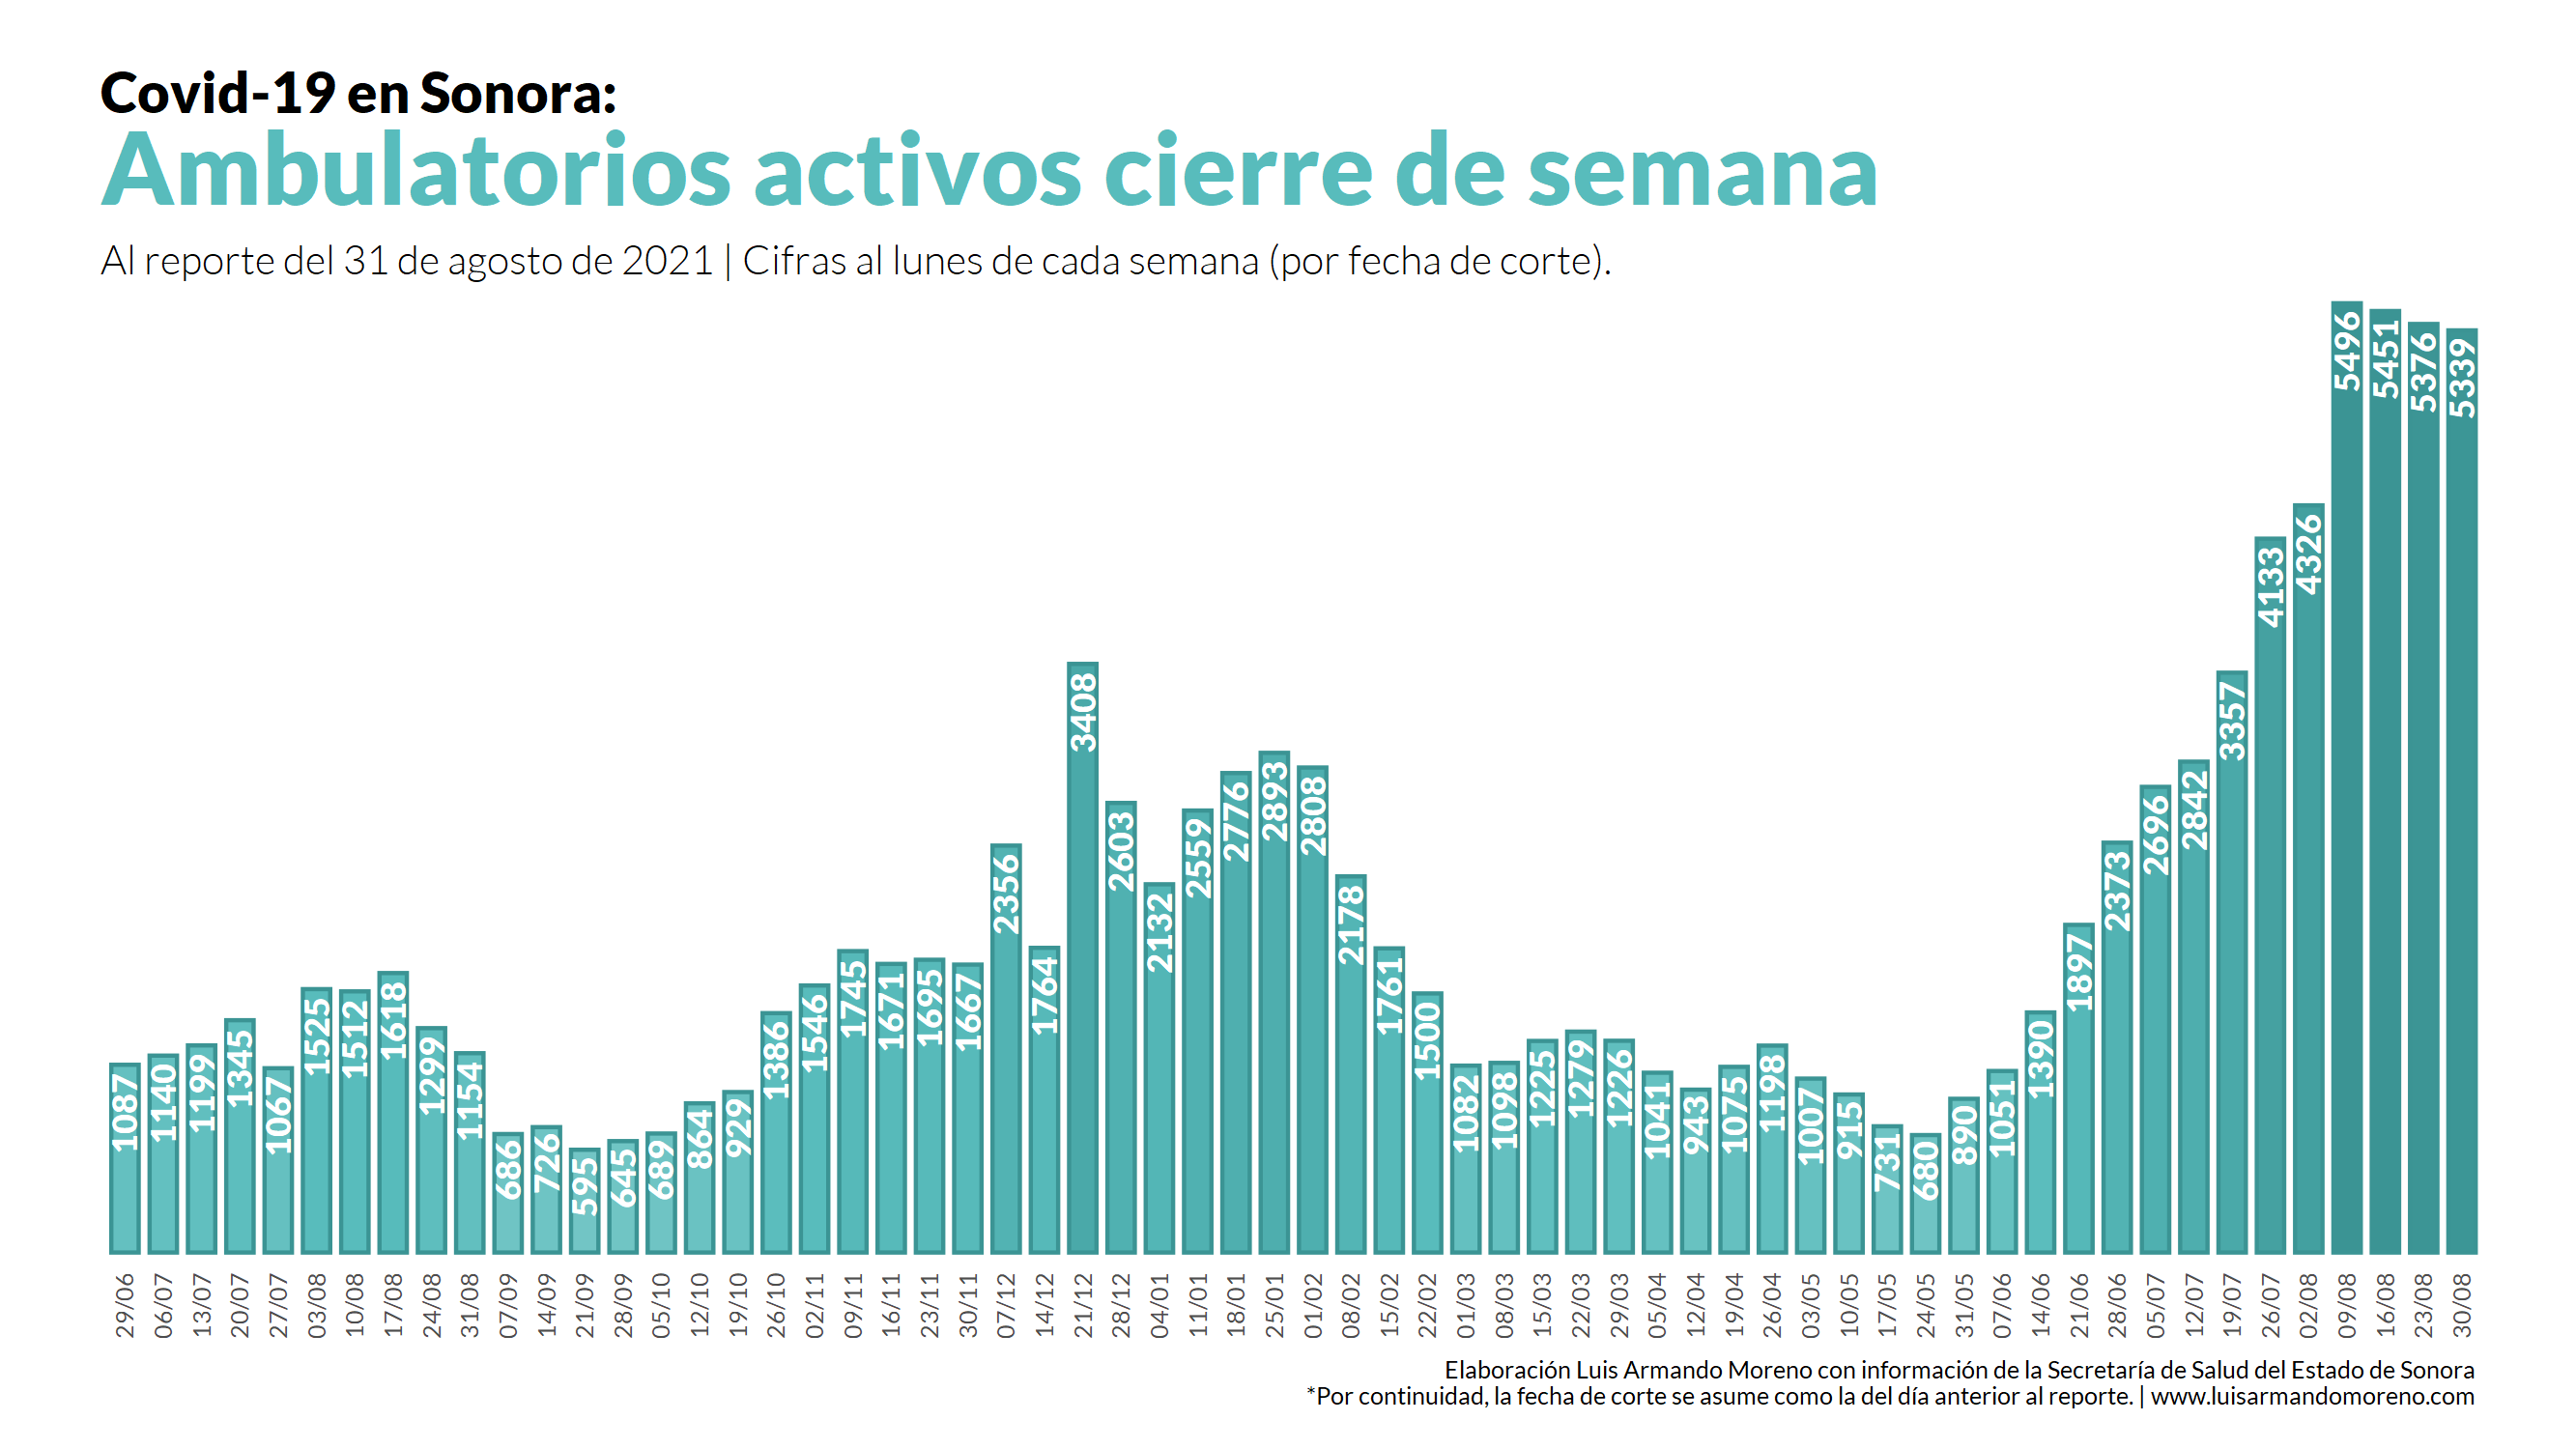 Covid-19 en Sonora:
Ambulatorios activos cierre de semana
Al reporte del 31 de agosto de 2021 | Cifras al lunes de cada semana (por fecha de corte).
1087 1140 1199 1345 1067 1525 1512 1618 1299 1154 686 726 595 645 689 864 929 1386 1546 1745 1671 1695 1667 2356 1764 3408 2603 2132 2559 2776 2893 2808 2178 1761 1500 1082 1098 1225 1279 1226 1041 943 1075 1198 1007 915 731 680 890 1051 1390 1897 2373 2696 2842 3357 4133 4326 5496 5451 5376 5339
29/06 06/07 13/07 20/07 27/07 03/08 10/08 17/08 24/08 31/08 07/09 14/09 21/09 28/09 05/10 12/10 19/10 26/10 02/11 09/11 16/11 23/11 30/11 07/12 14/12 21/12 28/12 04/01 11/01 18/01 25/01 01/02 08/02 15/02 22/02 01/03 08/03 15/03 22/03 29/03 05/04 12/04 19/04 26/04 03/05 10/05 17/05 24/05 31/05 07/06 14/06 21/06 28/06 05/07 12/07 19/07 26/07 02/08 09/08 16/08 23/08 30/08
Elaboración Luis Armando Moreno con información de la Secretaría de Salud del Estado de Sonora
*Por continuidad, la fecha de corte se asume como la del día anterior al reporte. | www.luisarmandomoreno.com